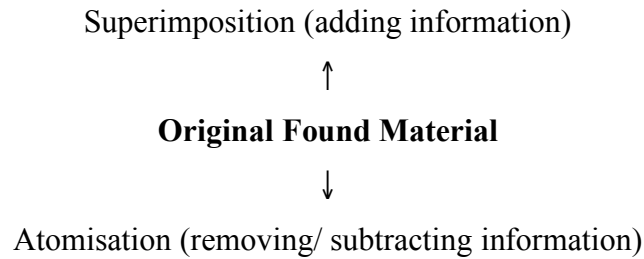 Superimposition (adding information)
↑
Original Found Material
↓
Atomisation (removing/ subtracting information)